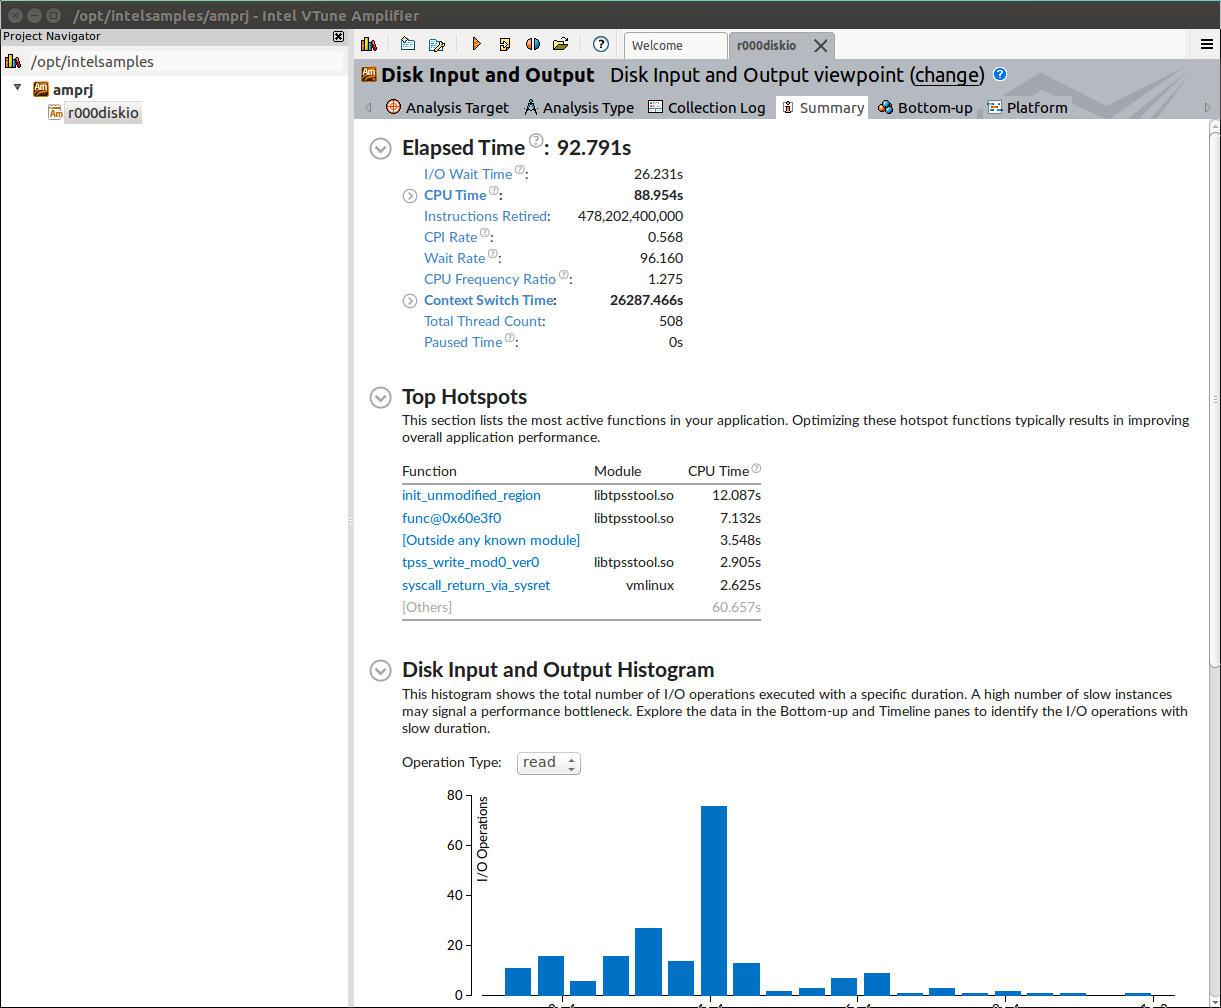 /opt/intelsamples/amprj - Intel VTune Amplifier
Project Navigator
/opt/intelsamples
amprj
r000diskio
Welcome
r000diskio
Disk Input and Output Disk Input and Output viewpoint (change)
Analysis Target Analysis Type Collection Log Summary Bottom-up Platform
Elapsed Time: 92.791s
I/O Wait Time: 26.231s
CPU Time: 88.954s
Instructions Retired: 478,202,400,000
CPI Rate: 0.568
Wait Rate: 96.160
CPU Frequency Ratio: 1.275
Context Switch Time: 26287.466s
Total Thread Count: 508
Paused Time: 0s
Top Hotspots
This section lists the most active functions in your application. Optimizing these hotspot functions typically results in improving
overall application performance.
Function Module CPU Time
init_unmodified_region libtpsstool.so 12.087s
func@0x60e3f0 libtpsstool.so 7.132s
[Outside any known module] 3.548s
tpss_write_mod0_ver0 libtpsstool.so 2.905s
syscall_return_via_sysret vmlinux 2.625s
[Others] 60.657s
Disk Input and Output Histogram
This histogram shows the total number of I/O operations executed with a specific duration. A high number of slow instances
may signal a performance bottleneck. Explore the data in the Bottom-up and Timeline panes to identify the I/O operations with
slow duration.
Operation Type: read
I/O Operations
80
60
40
20
0